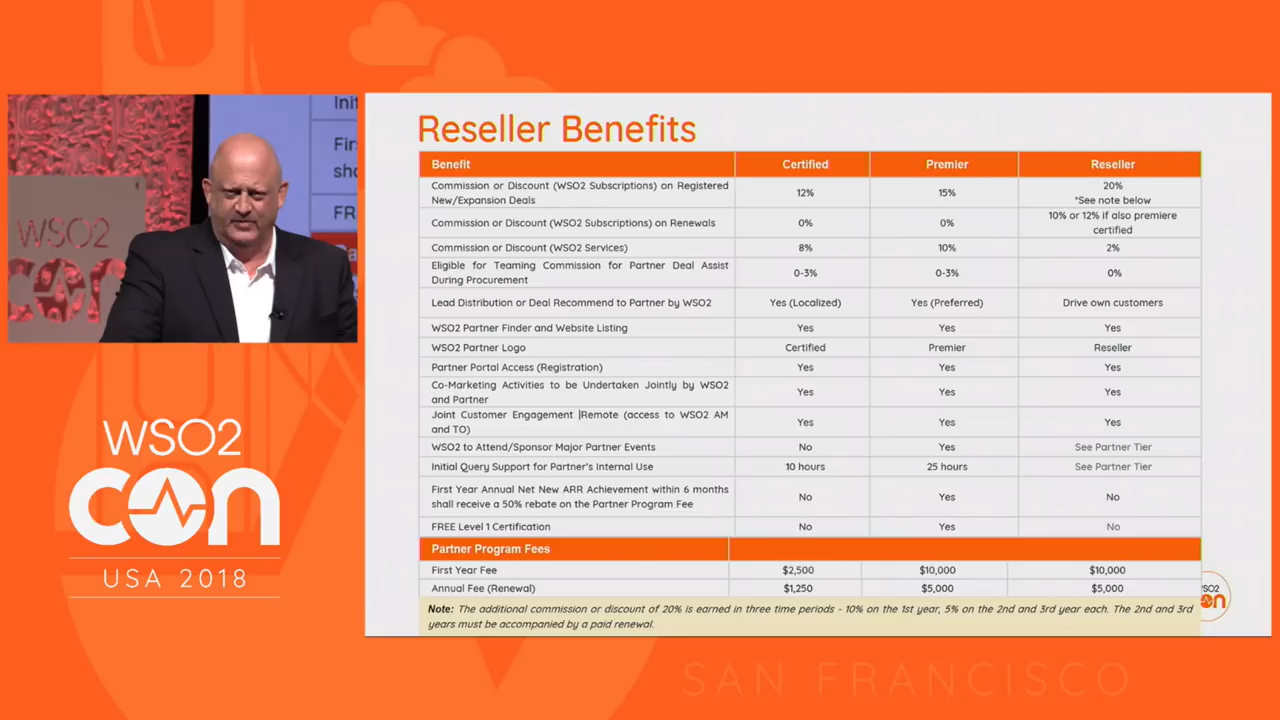 Init
Firs
sho
FR
WSO2
con
WSO2
con
USA 2018
SAN FRANCISCO
Reseller Benefits
Benefit Certified Premier Reseller
Commission or Discount (WSO2 Subscriptions) on Registered
New/Expansion Deals
12% 15% 20%
*See note below
Commission or Discount (WSO2 Subscriptions) on Renewals 0% 0% 10% or 12% if also premiere
certified
Commission or Discount (WSO2 Services) 8% 10% 2%
Eligible for Teaming Commission for Partner Deal Assist
During Procurement
0-3% 0-3% 0%
Lead Distribution or Deal Recommend to Partner by WSO2 Yes (Localized) Yes (Preferred) Drive own customers
WSO2 Partner Finder and Website Listing Yes Yes Yes
WSO2 Partner Logo Certified Premier Reseller
Partner Portal Access (Registration) Yes Yes Yes
Co-Marketing Activities to be Undertaken Jointly by WSO2
and Partner
Yes Yes Yes
Joint Customer Engagement |Remote (access to WSO2 AM
and TO)
Yes Yes Yes
WSO2 to Attend/Sponsor Major Partner Events No Yes See Partner Tier
Initial Query Support for Partner's Internal Use 10 hours 25 hours See Partner Tier
First Year Annual Net New ARR Achievement within 6 months
shall receive a 50% rebate on the Partner Program Fee
No Yes No
FREE Level 1 Certification No Yes No
Partner Program Fees
First Year Fee $2,500 $10,000 $10,000
Annual Fee (Renewal) $1,250 $5,000 $5,000
Note: The additional commission or discount of 20% is earned in three time periods - 10% on the 1st year, 5% on the 2nd and 3rd year each. The 2nd and 3rd
years must be accompanied by a paid renewal.